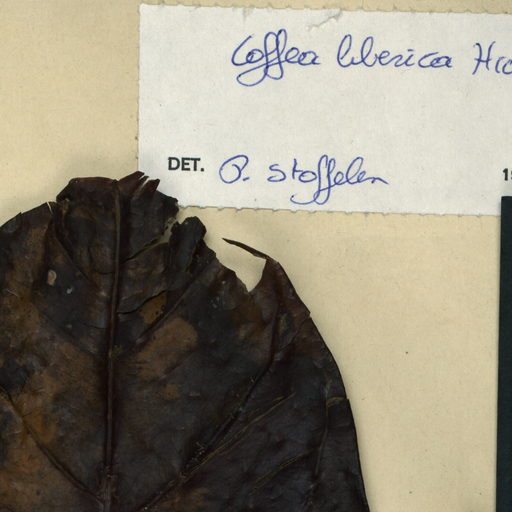 Coffea liberica
DET. P. Stoffelen